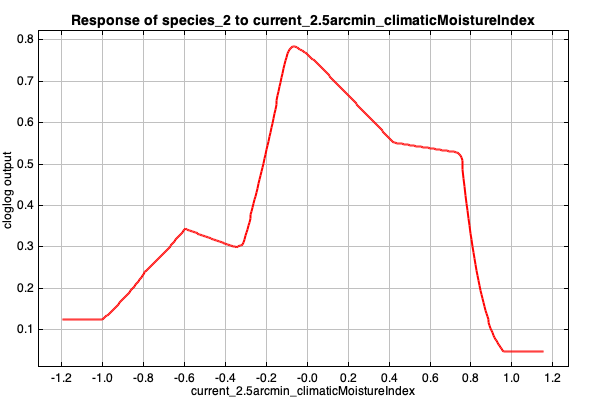 Response of species_2 to current_2.5arcmin_climaticMoistureIndex
0.8
0.7
0.6
0.5
0.4
0.3
0.2
0.1
cloglog output
-1.2 -1.0 -0.8 -0.6 -0.4 -0.2 -0.0 0.2 0.4 0.6 0.8 1.0 1.2
current_2.5arcmin_climaticMoistureIndex